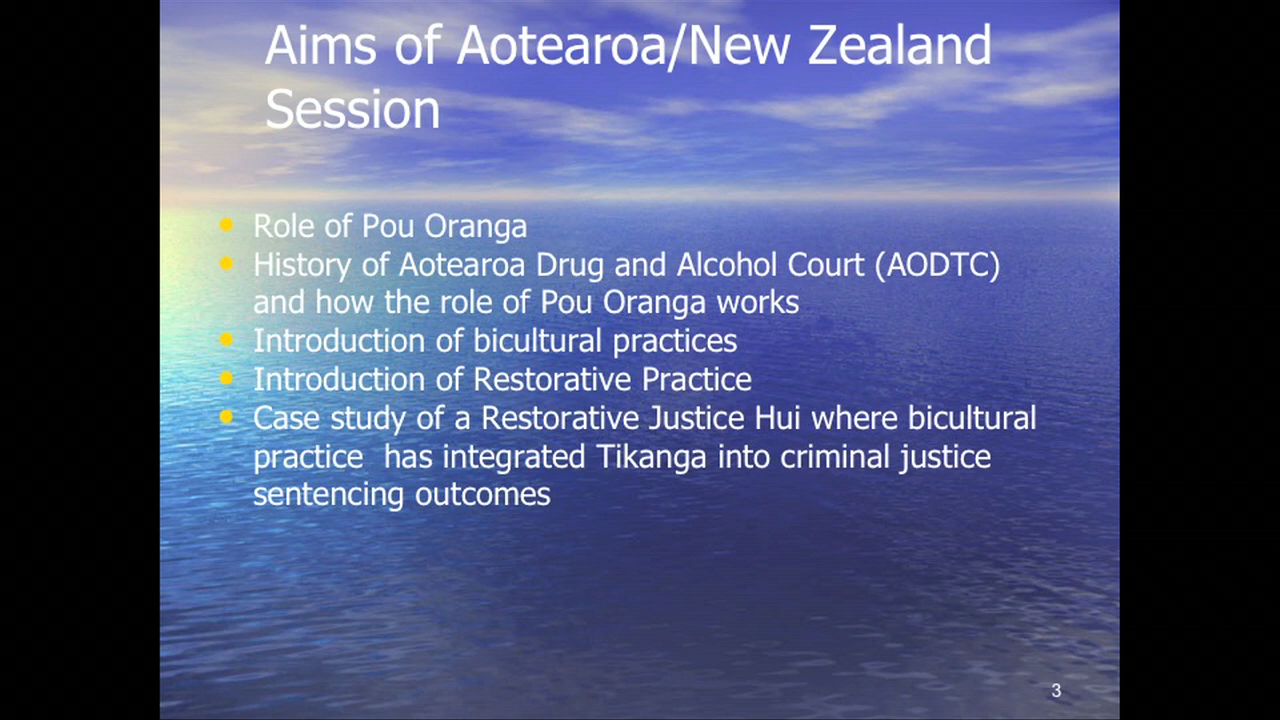 Aims of Aotearoa/New Zealand
Session
Role of Pou Oranga
History of Aotearoa Drug and Alcohol Court (AODTC)
and how the role of Pou Oranga works
Introduction of bicultural practices
Introduction of Restorative Practice
Case study of a Restorative Justice Hui where bicultural
practice  has integrated Tikanga into criminal justice
sentencing outcomes
3